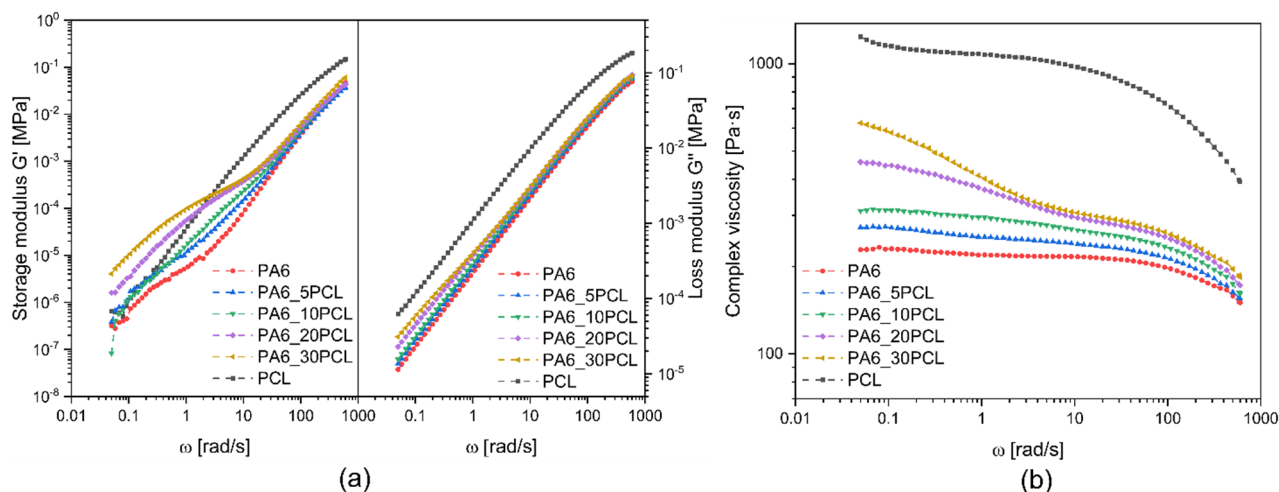 Storage modulus G' [MPa]
10⁰
10⁻¹
10⁻²
10⁻³
10⁻⁴
10⁻⁵
10⁻⁶
10⁻⁷
10⁻⁸
PA6
PA6_5PCL
PA6_10PCL
PA6_20PCL
PA6_30PCL
PCL
0.01 0.1 1 10 100 1000
ω [rad/s]
PA6
PA6_5PCL
PA6_10PCL
PA6_20PCL
PA6_30PCL
PCL
0.1 1 10 100 1000
ω [rad/s]
10⁻¹
10⁻²
10⁻³
10⁻⁴
10⁻⁵
Loss modulus G'' [MPa]
(a)
Complex viscosity [Pa·s]
1000
100
PA6
PA6_5PCL
PA6_10PCL
PA6_20PCL
PA6_30PCL
PCL
0.01 0.1 1 10 100 1000
ω [rad/s]
(b)